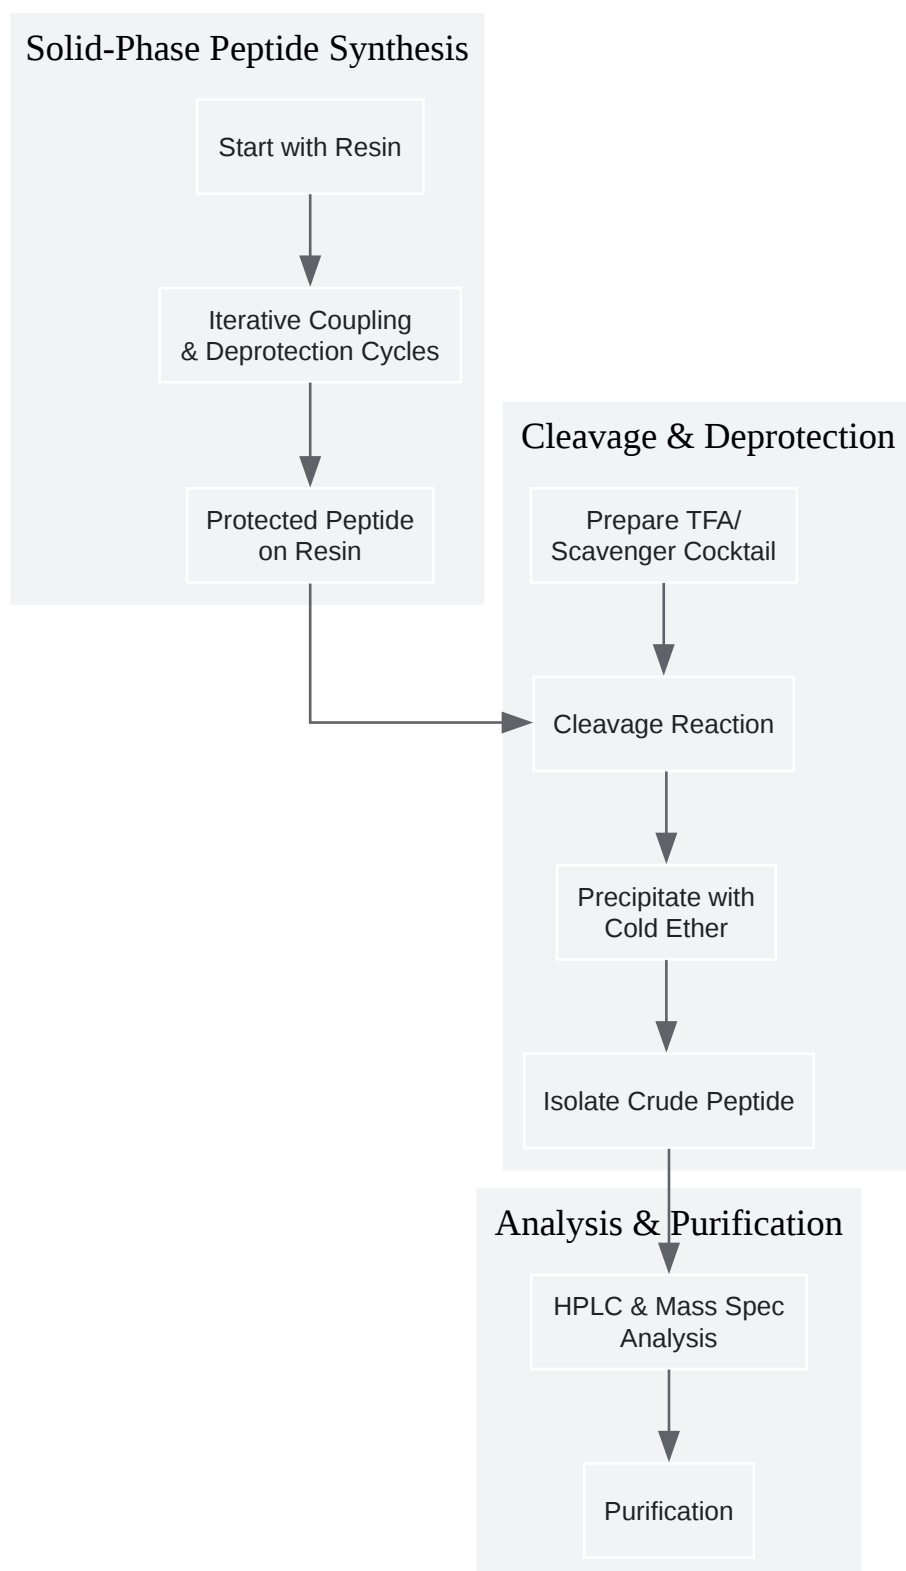 Solid-Phase Peptide Synthesis
Start with Resin
Iterative Coupling
& Deprotection Cycles
Protected Peptide
on Resin
Cleavage & Deprotection
Prepare TFA/
Scavenger Cocktail
Cleavage Reaction
Precipitate with
Cold Ether
Isolate Crude Peptide
Analysis & Purification
HPLC & Mass Spec
Analysis
Purification